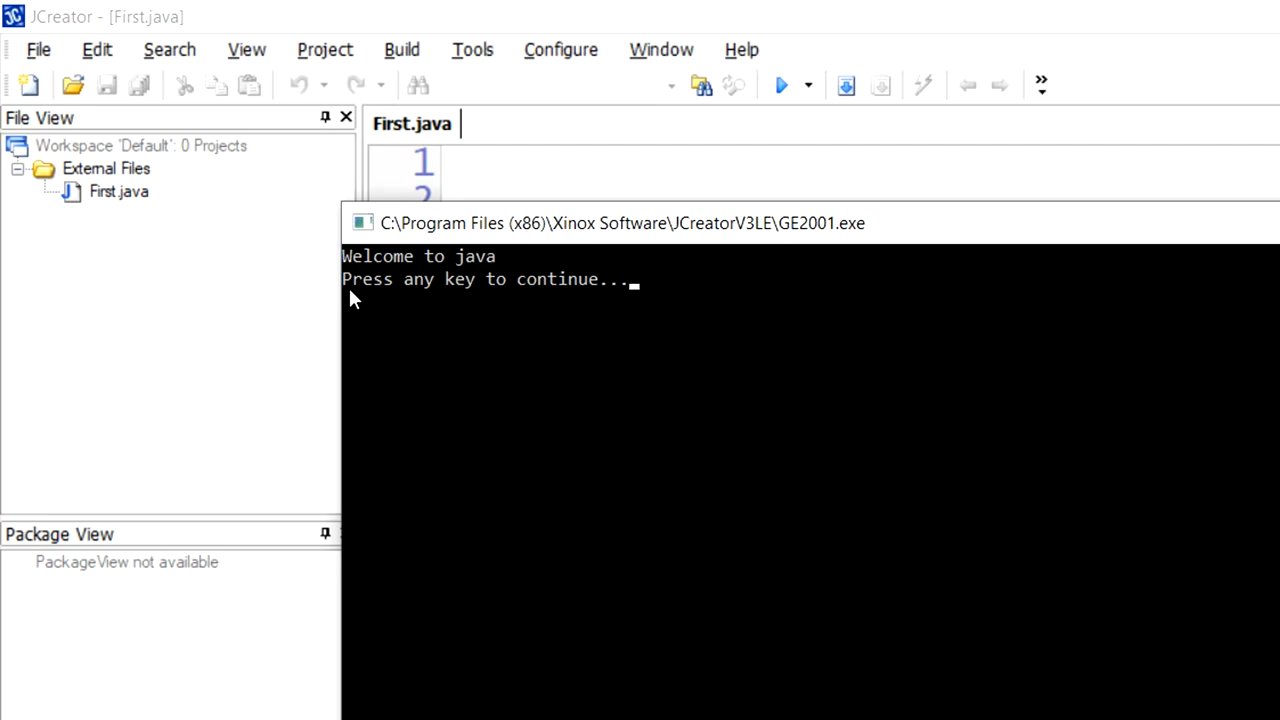 JCreator - [First.java]
File Edit Search View Project Build Tools Configure Window Help
File View
First.java
Workspace 'Default': 0 Projects
External Files
First.java
1
2
C:\Program Files (x86)\Xinox Software\JCreatorV3LE\GE2001.exe
Welcome to java
Press any key to continue...
Package View
PackageView not available